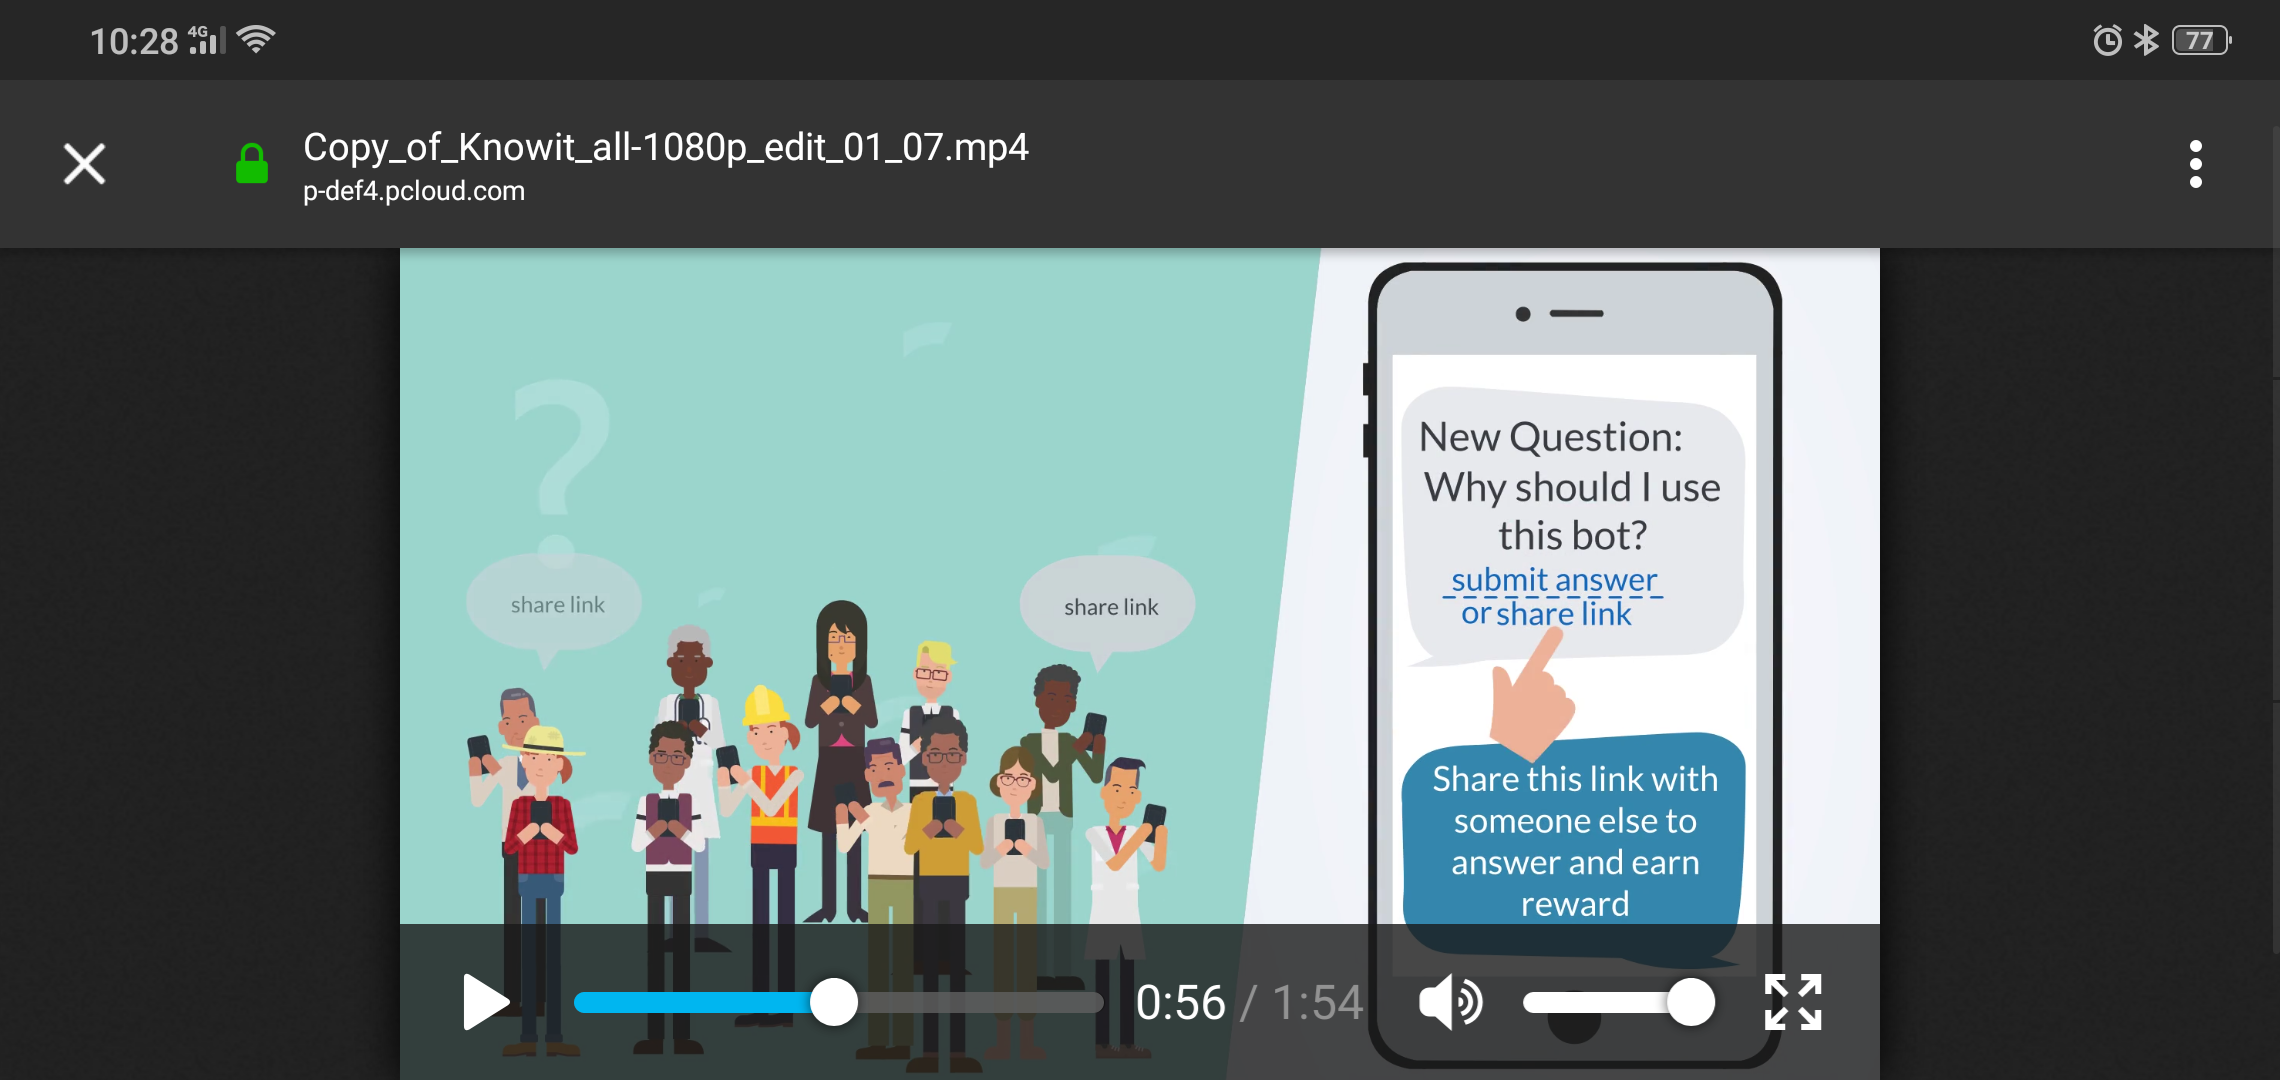 10:28 4G 77
Copy_of_Knowit_all-1080p_edit_01_07.mp4
p-def4.pcloud.com
?
share link
share link
New Question:
Why should I use
this bot?
submit answer
or share link
Share this link with
someone else to
answer and earn
reward
0:56 / 1:54